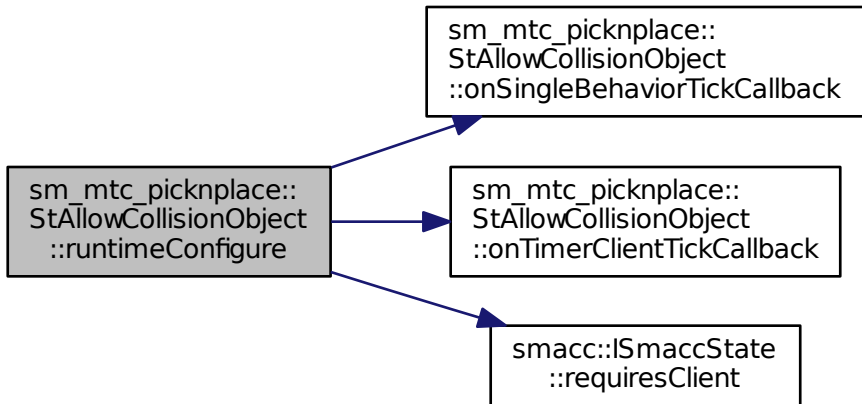 sm_mtc_picknplace::
StAllowCollisionObject
::runtimeConfigure
sm_mtc_picknplace::
StAllowCollisionObject
::onSingleBehaviorTickCallback
sm_mtc_picknplace::
StAllowCollisionObject
::onTimerClientTickCallback
smacc::ISmaccState
::requiresClient